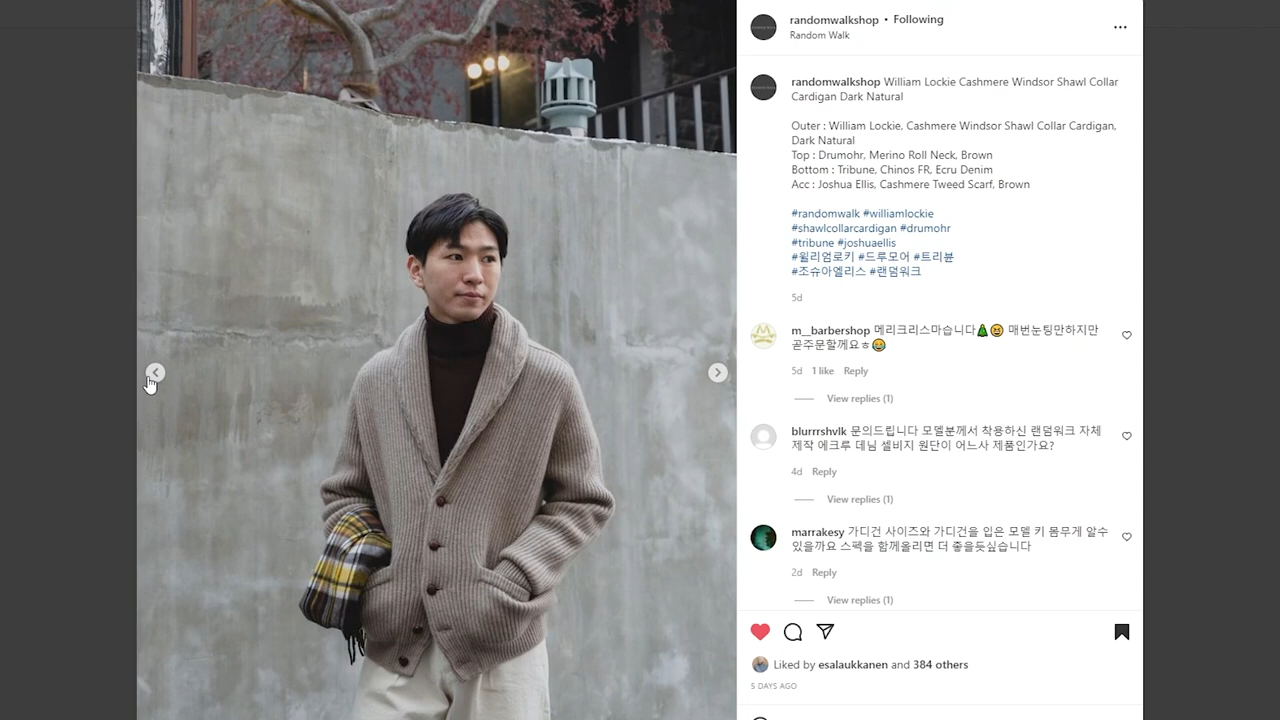 randomwalkshop • Following
Random Walk
randomwalkshop William Lockie Cashmere Windsor Shawl Collar
Cardigan Dark Natural
Outer : William Lockie, Cashmere Windsor Shawl Collar Cardigan,
Dark Natural
Top : Drumohr, Merino Roll Neck, Brown
Bottom : Tribune, Chinos FR, Ecru Denim
Acc : Joshua Ellis, Cashmere Tweed Scarf, Brown
#randomwalk #williamlockie
#shawlcollarcardigan #drumohr
#tribune #joshuaellis
#윌리엄로키 #드루모어 #트리뷴
#조슈아엘리스 #랜덤워크
5d
m__barbershop 메리크리스마습니다🎄😆 매번눈팅만하지만
곧주문할께요ㅎ😂
5d 1 like Reply
View replies (1)
blurrrshvlk 문의드립니다 모델분께서 착용하신 랜덤워크 자체
제작 에크루 데님 셀비지 원단이 어느사 제품인가요?
4d Reply
View replies (1)
marrakesy 가디건 사이즈와 가디건을 입은 모델 키 몸무게 알수
있을까요 스펙을 함께올리면 더 좋을듯싶습니다
2d Reply
View replies (1)
Liked by esalaukkanen and 384 others
5 DAYS AGO